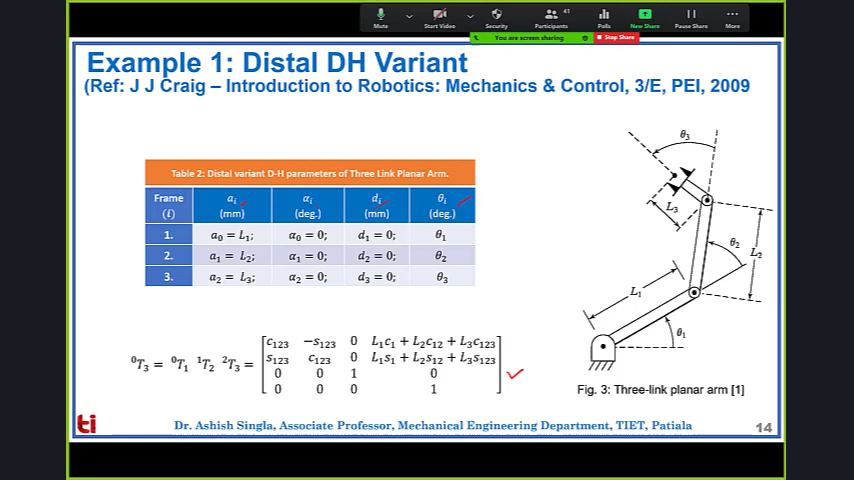 Mute
Start Video
Security
41
Participants
Polls
New Share
Pause Share
More
You are screen sharing
Stop Share
Example 1: Distal DH Variant
(Ref: J J Craig – Introduction to Robotics: Mechanics & Control, 3/E, PEI, 2009
Table 2: Distal variant D-H parameters of Three Link Planar Arm.
Frame (i) aᵢ (mm) αᵢ (deg.) dᵢ (mm) θᵢ (deg.)
1. a₀ = L₁; α₀ = 0; d₁ = 0; θ₁
2. a₁ = L₂; α₁ = 0; d₂ = 0; θ₂
3. a₂ = L₃; α₂ = 0; d₃ = 0; θ₃
⁰T₃ = ⁰T₁ ¹T₂ ²T₃ =
c₁₂₃ −s₁₂₃ 0 L₁c₁ + L₂c₁₂ + L₃c₁₂₃
s₁₂₃ c₁₂₃ 0 L₁s₁ + L₂s₁₂ + L₃s₁₂₃
0 0 1 0
0 0 0 1
θ₃
L₃
θ₂
L₂
L₁
θ₁
Fig. 3: Three-link planar arm [1]
ti
Dr. Ashish Singla, Associate Professor, Mechanical Engineering Department, TIET, Patiala
14